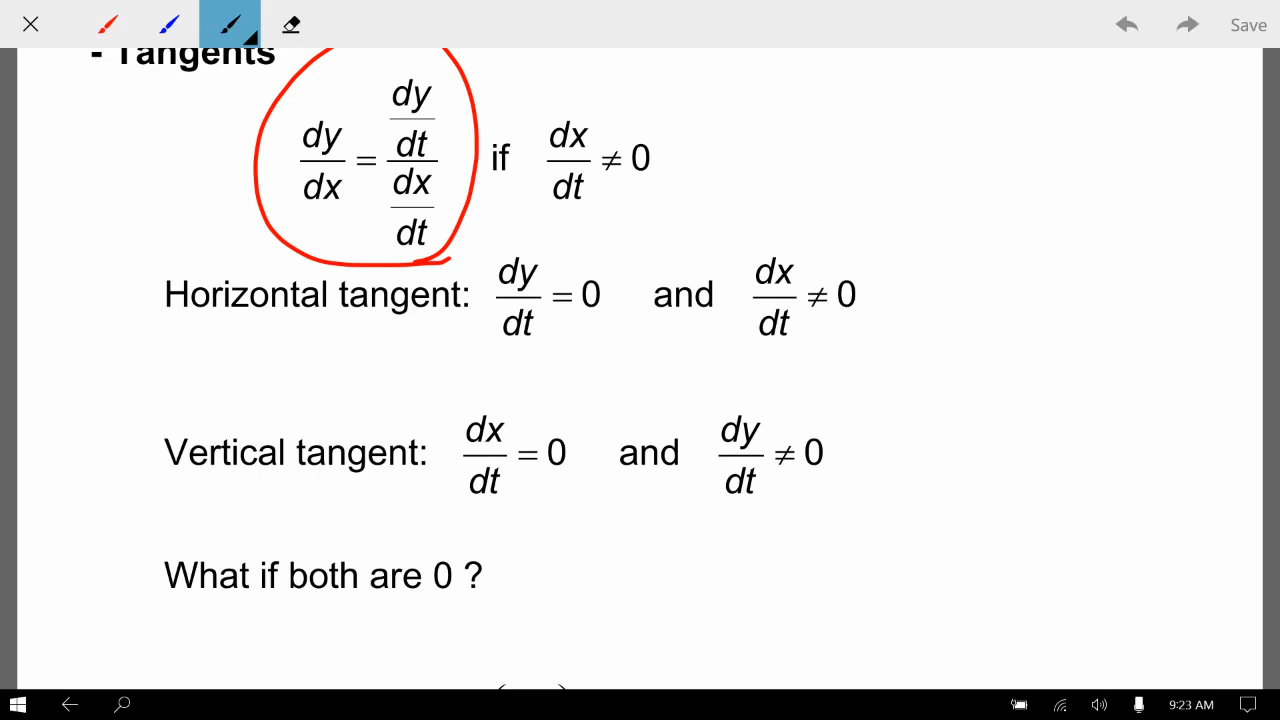 Save
- Tangents
dy/dx = (dy/dt)/(dx/dt) if dx/dt ≠ 0
Horizontal tangent: dy/dt = 0 and dx/dt ≠ 0
Vertical tangent: dx/dt = 0 and dy/dt ≠ 0
What if both are 0 ?
9:23 AM